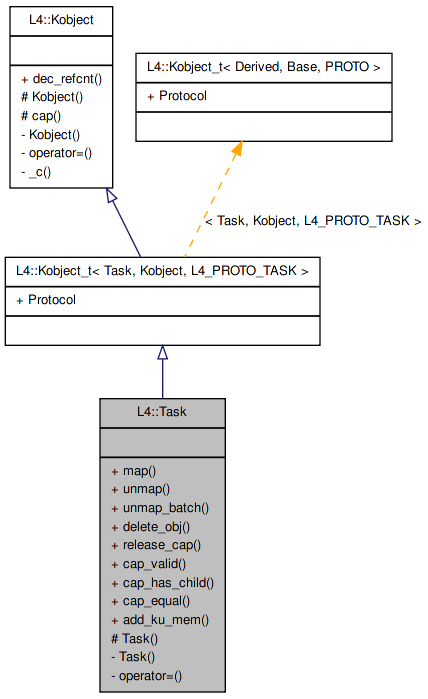 L4::Kobject
+ dec_refcnt()
# Kobject()
# cap()
- Kobject()
- operator=()
- _c()
L4::Kobject_t< Derived, Base, PROTO >
+ Protocol
< Task, Kobject, L4_PROTO_TASK >
L4::Kobject_t< Task, Kobject, L4_PROTO_TASK >
+ Protocol
L4::Task
+ map()
+ unmap()
+ unmap_batch()
+ delete_obj()
+ release_cap()
+ cap_valid()
+ cap_has_child()
+ cap_equal()
+ add_ku_mem()
# Task()
- Task()
- operator=()